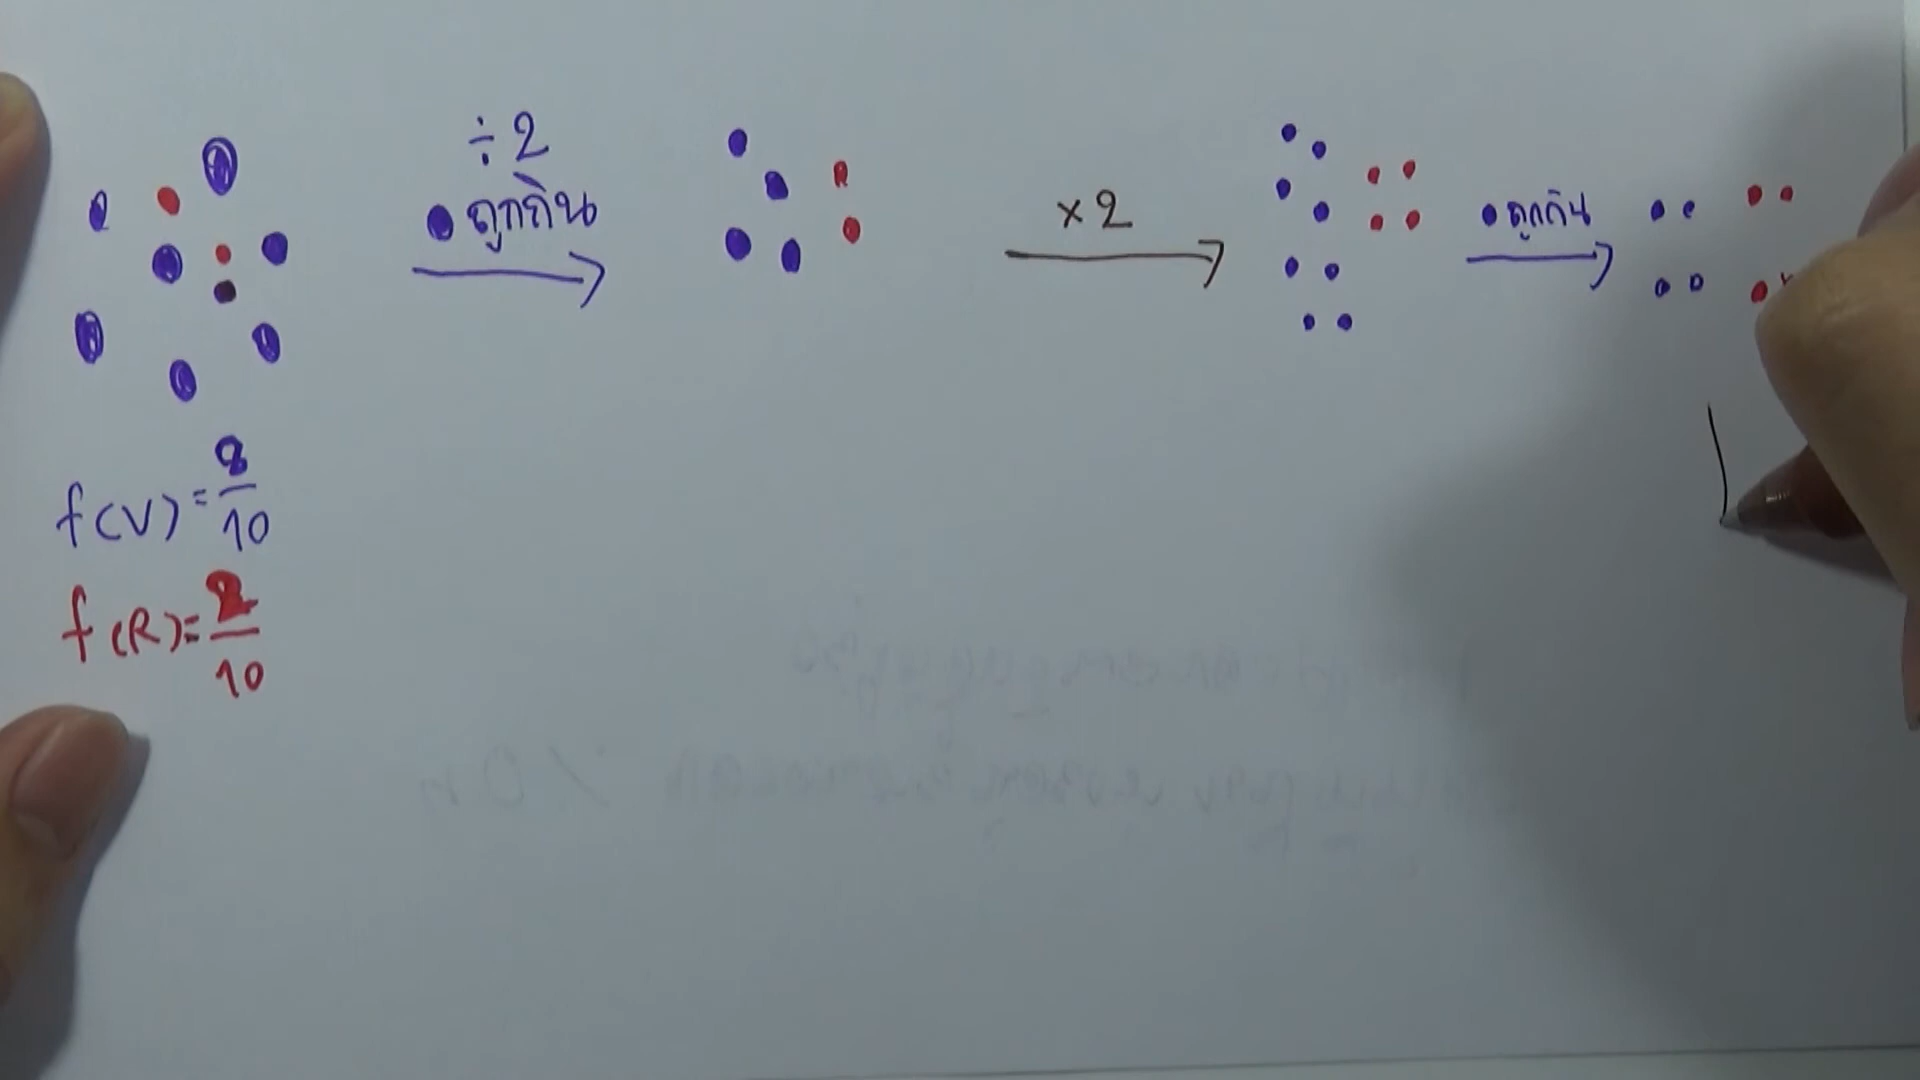 ÷2
ถูกกิน
×2
ถูกกิน
f(V) = 8/10
f(R) = 2/10